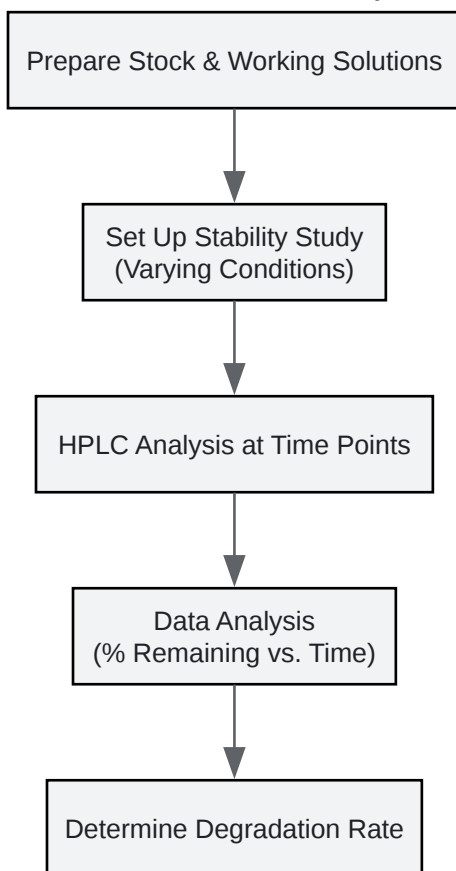 Prepare Stock & Working Solutions
Set Up Stability Study
(Varying Conditions)
HPLC Analysis at Time Points
Data Analysis
(% Remaining vs. Time)
Determine Degradation Rate